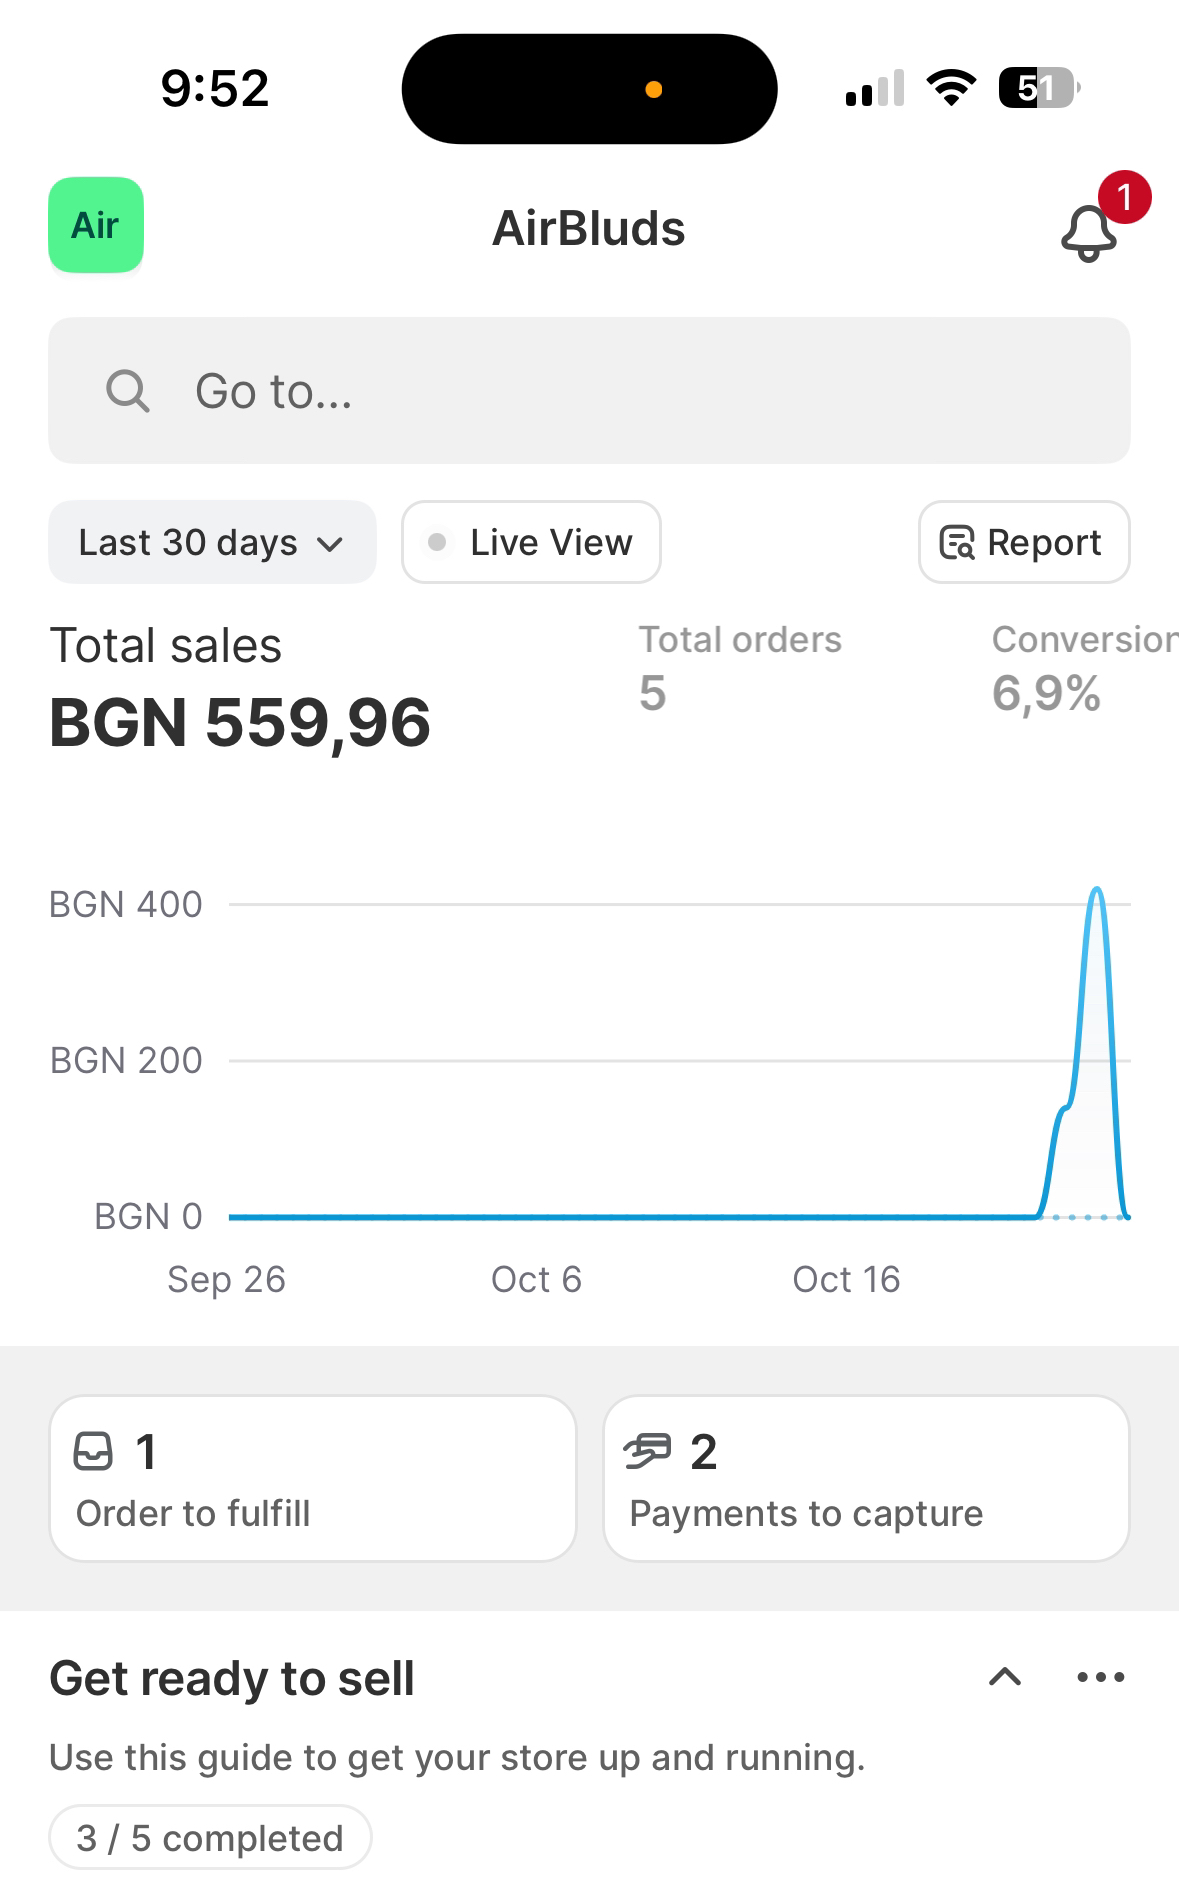 9:52
51
Air
AirBluds
1
Go to...
Last 30 days
Live View
Report
Total sales
BGN 559,96
Total orders
5
Conversion
6,9%
BGN 400
BGN 200
BGN 0
Sep 26
Oct 6
Oct 16
1
Order to fulfill
2
Payments to capture
Get ready to sell
Use this guide to get your store up and running.
3 / 5 completed